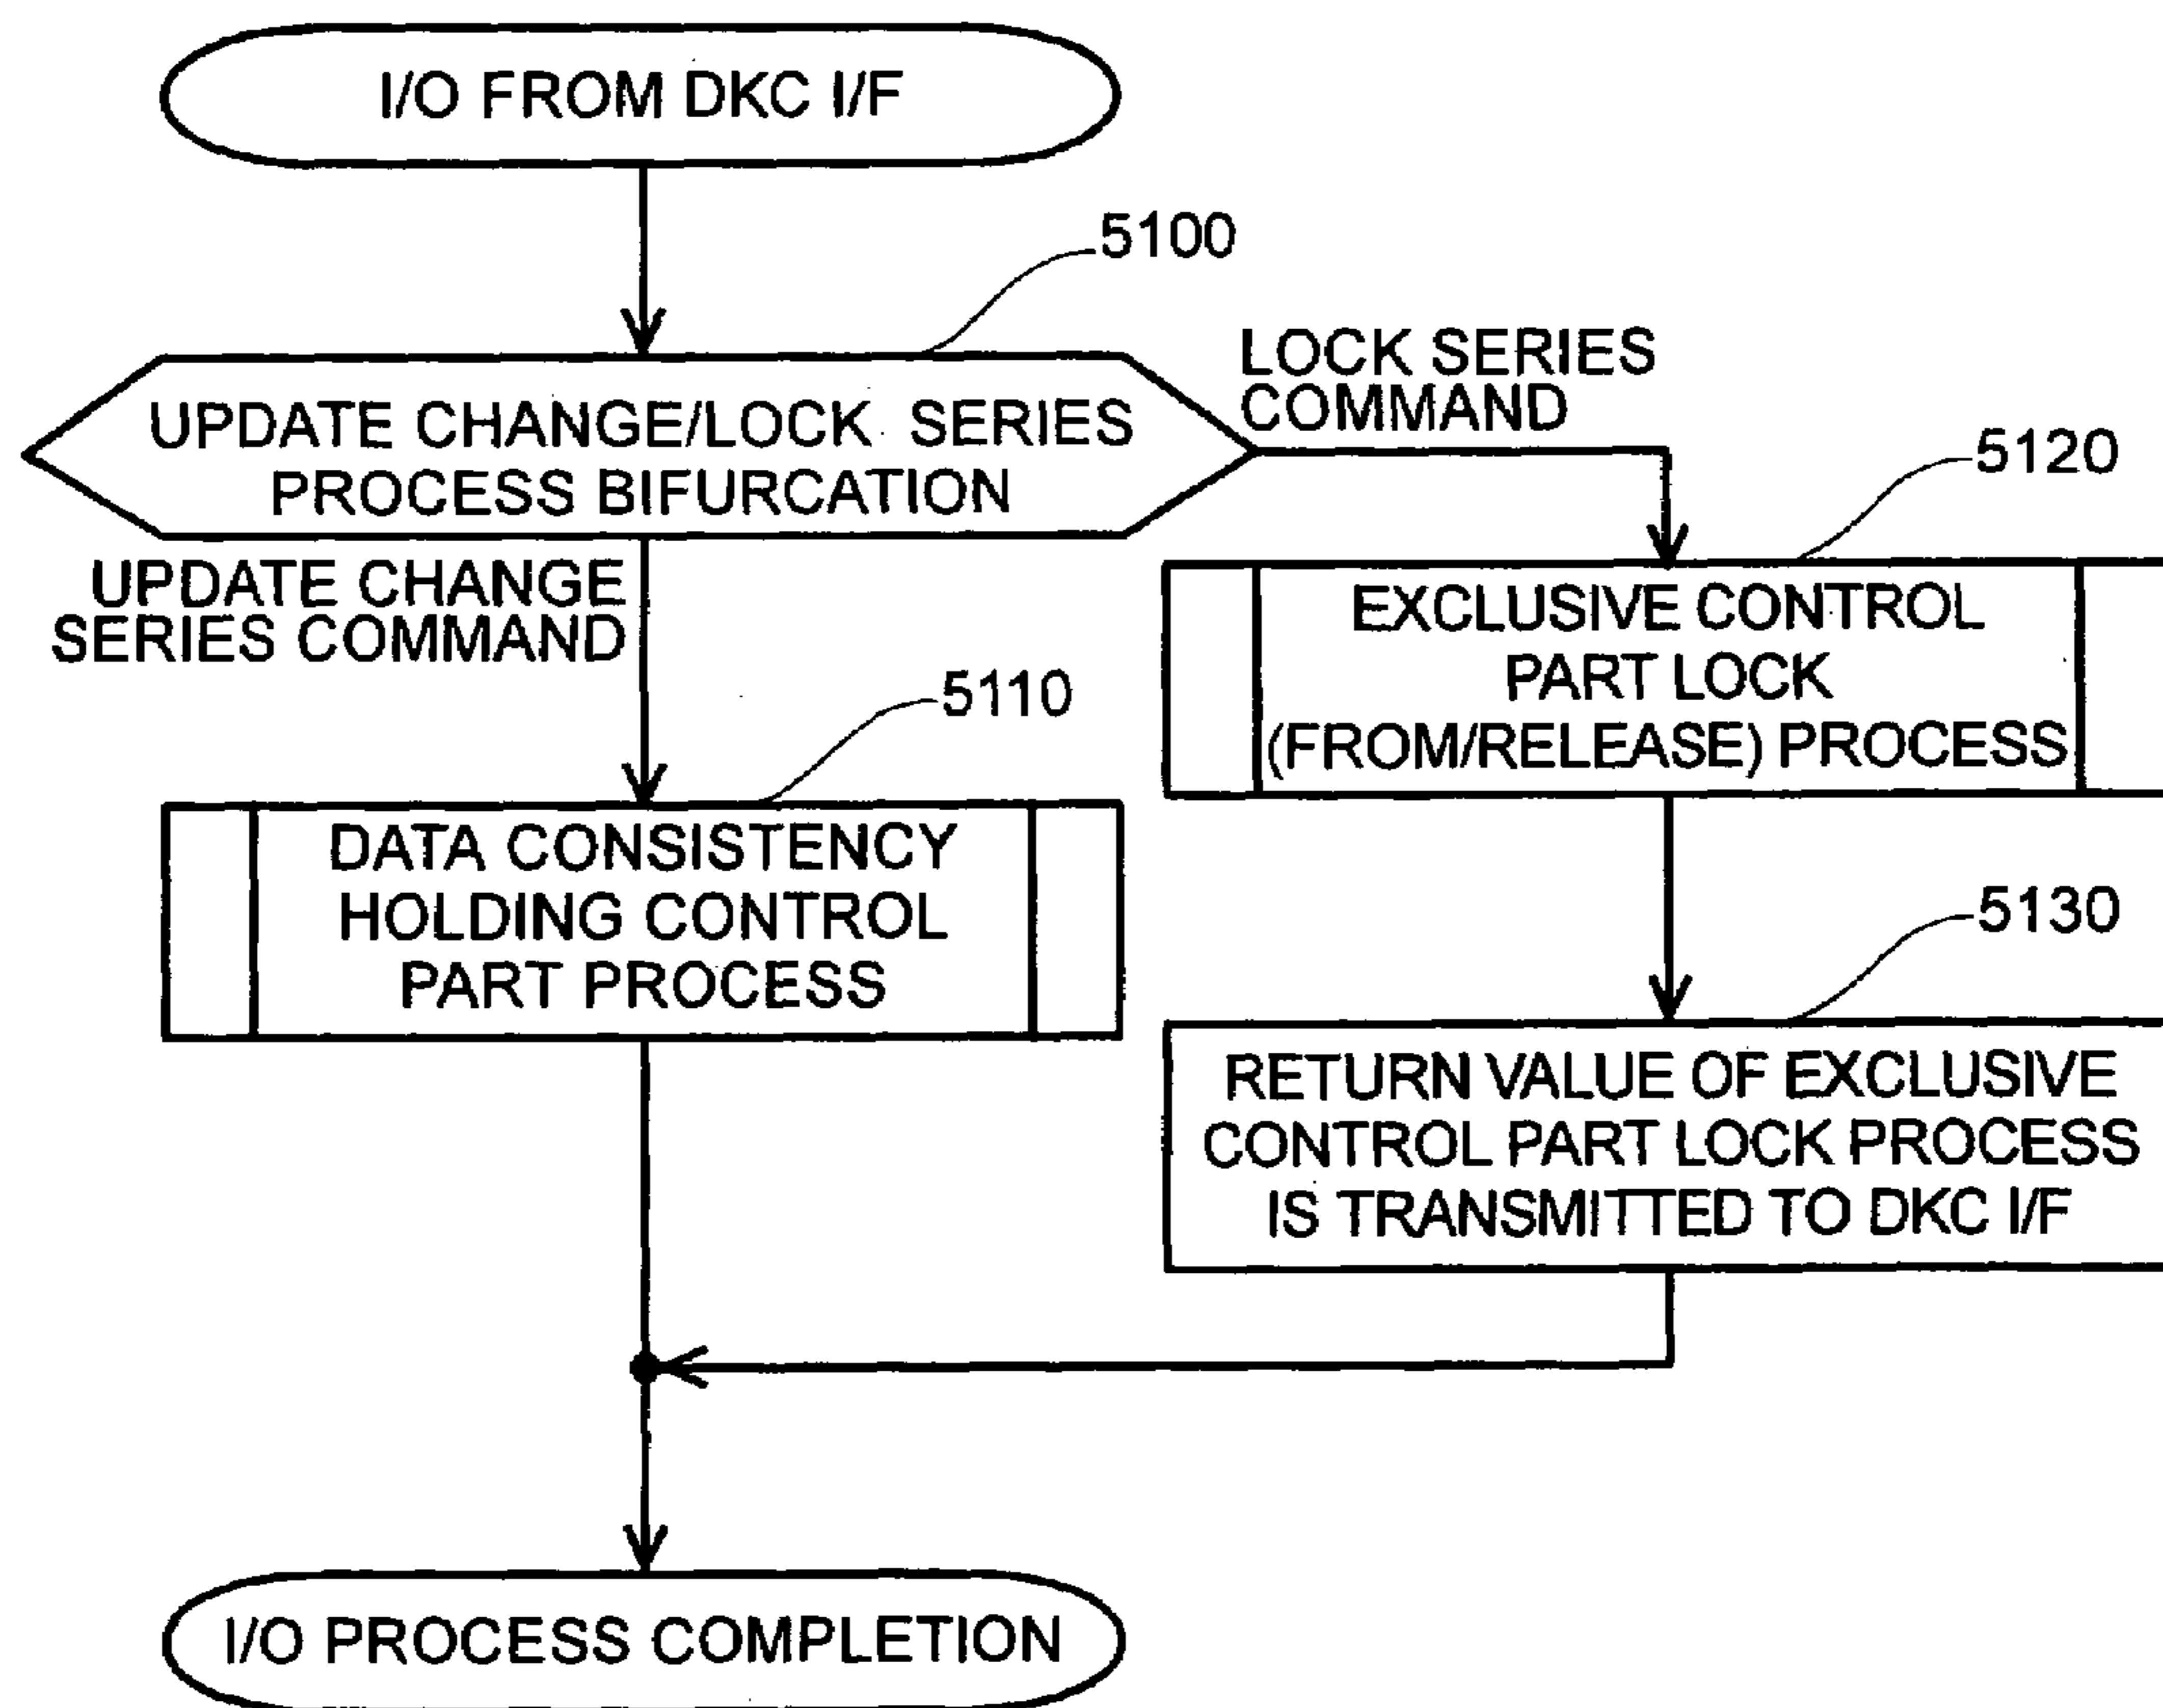 I/O FROM DKC I/F
5100
UPDATE CHANGE/LOCK SERIES
PROCESS BIFURCATION
LOCK SERIES
COMMAND
UPDATE CHANGE
SERIES COMMAND
5120
EXCLUSIVE CONTROL
PART LOCK
(FROM/RELEASE) PROCESS
5110
DATA CONSISTENCY
HOLDING CONTROL
PART PROCESS
5130
RETURN VALUE OF EXCLUSIVE
CONTROL PART LOCK PROCESS
IS TRANSMITTED TO DKC I/F
I/O PROCESS COMPLETION